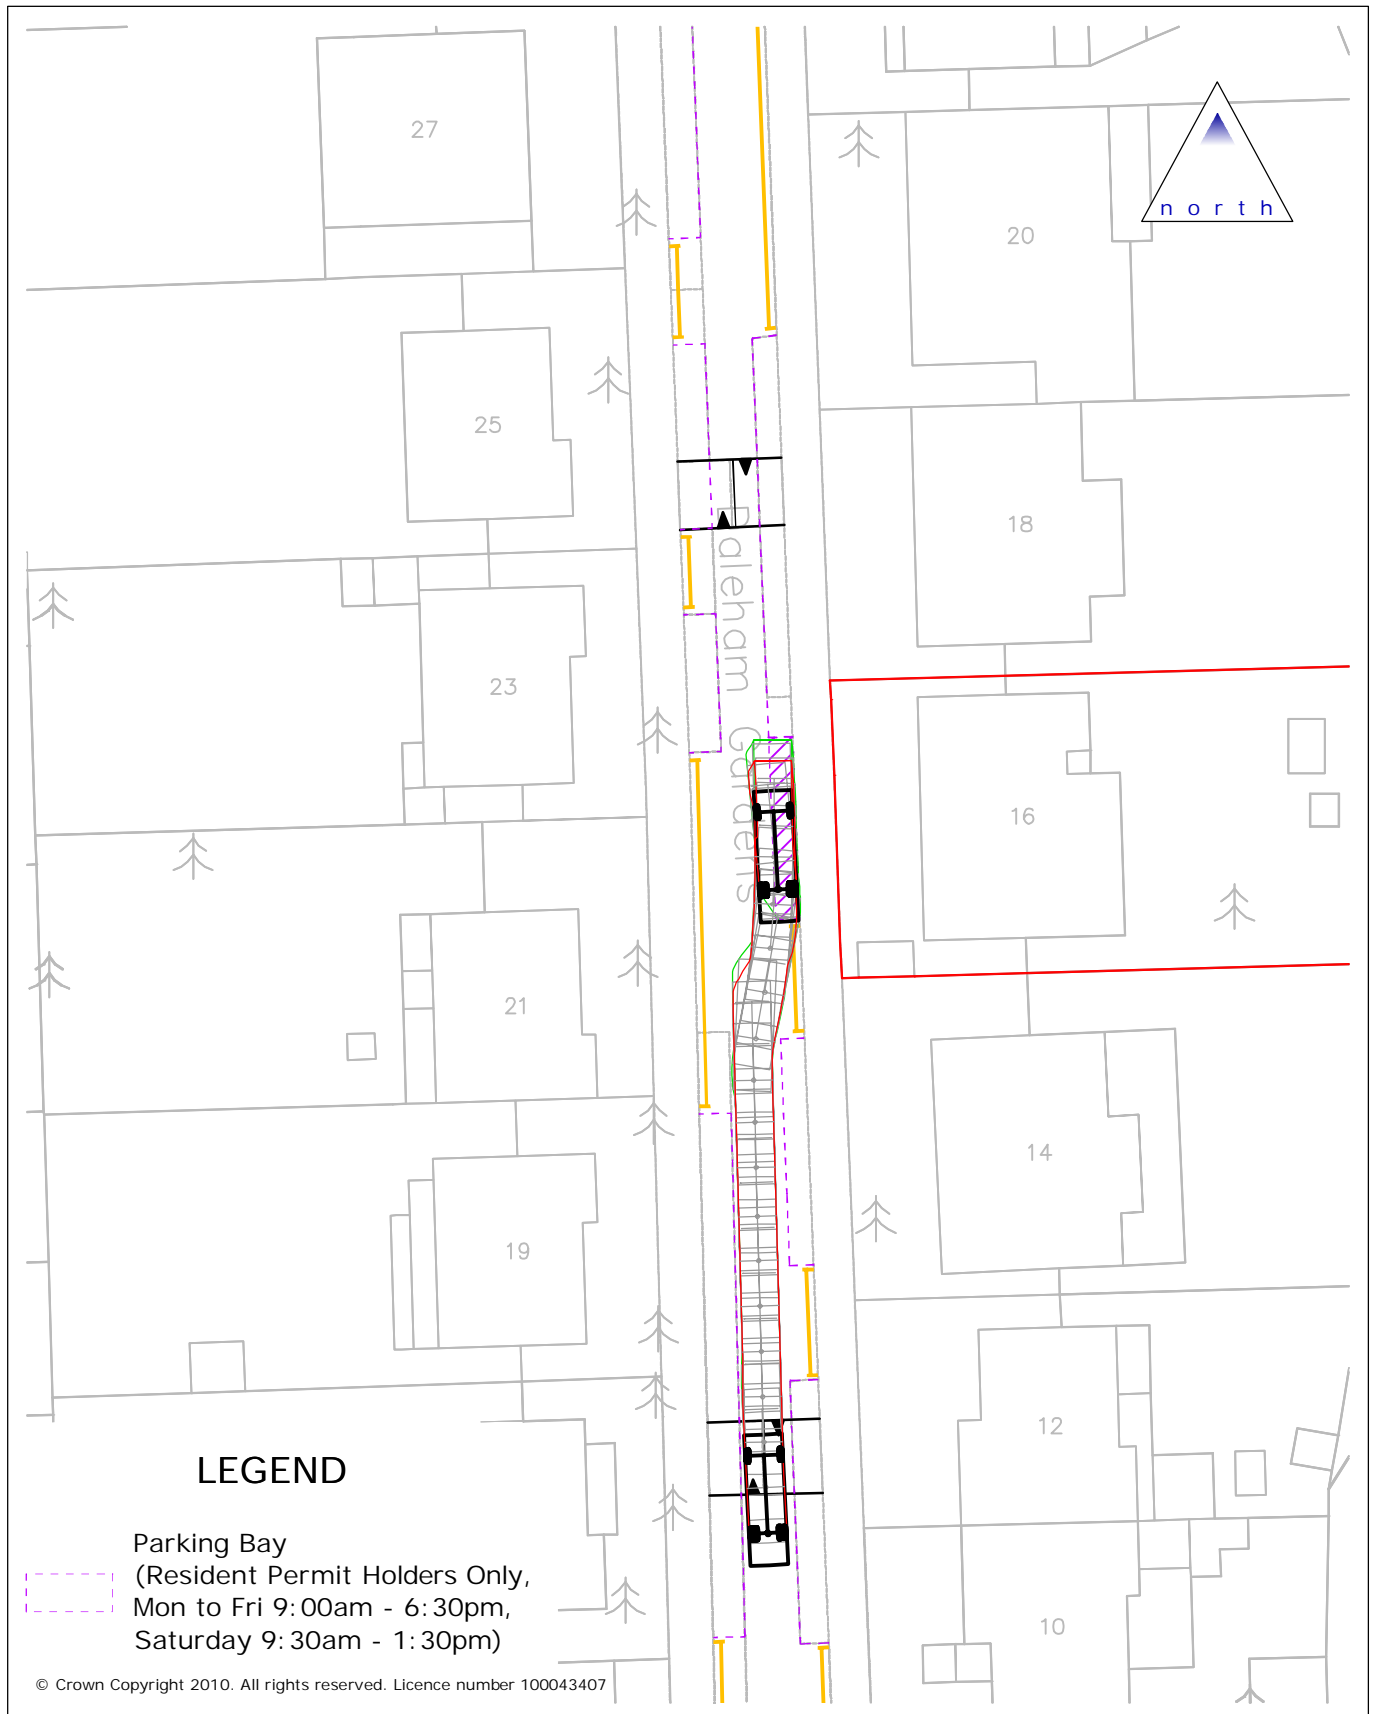 27
north
20
25
18
Daleham Gardens
23
16
21
14
19
12
LEGEND
Parking Bay
(Resident Permit Holders Only,
Mon to Fri 9:00am - 6:30pm,
Saturday 9:30am - 1:30pm)
10
© Crown Copyright 2010. All rights reserved. Licence number 100043407